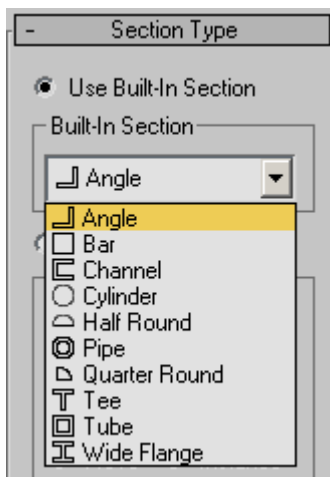 - Section Type
Use Built-In Section
Built-In Section
Angle
Angle
Bar
Channel
Cylinder
Half Round
Pipe
Quarter Round
Tee
Tube
Wide Flange